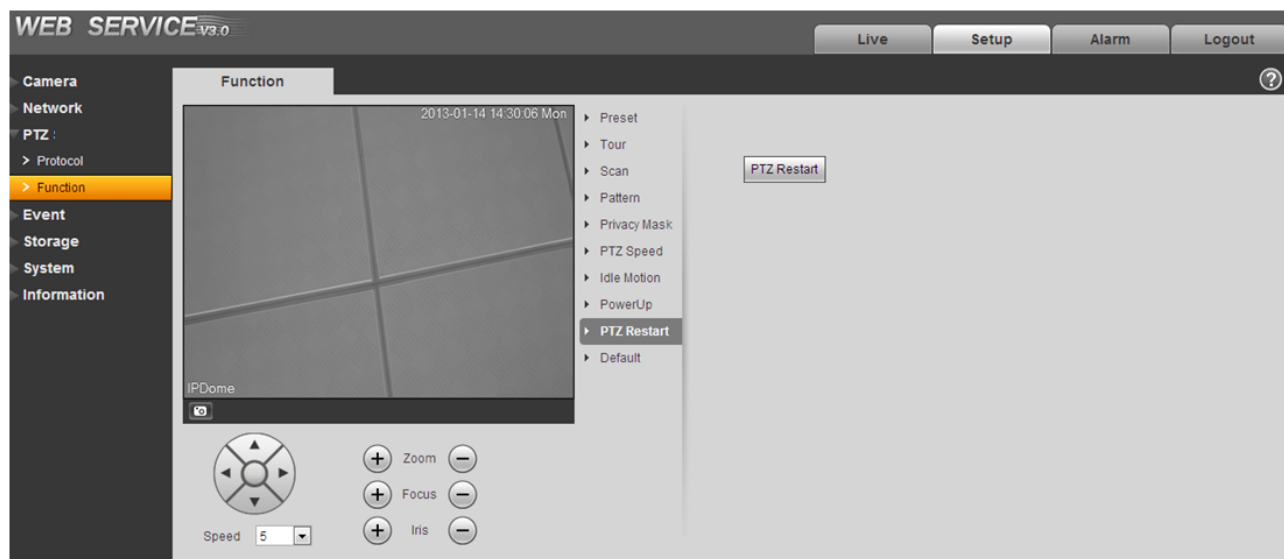 WEB SERVICE V3.0
Live
Setup
Alarm
Logout
Camera
Network
PTZ
Protocol
Function
Event
Storage
System
Information
Function
?
2013-01-14 14:30:06 Mon
IPDome
Preset
Tour
Scan
Pattern
Privacy Mask
PTZ Speed
Idle Motion
PowerUp
PTZ Restart
Default
PTZ Restart
Zoom
Focus
Iris
Speed 5